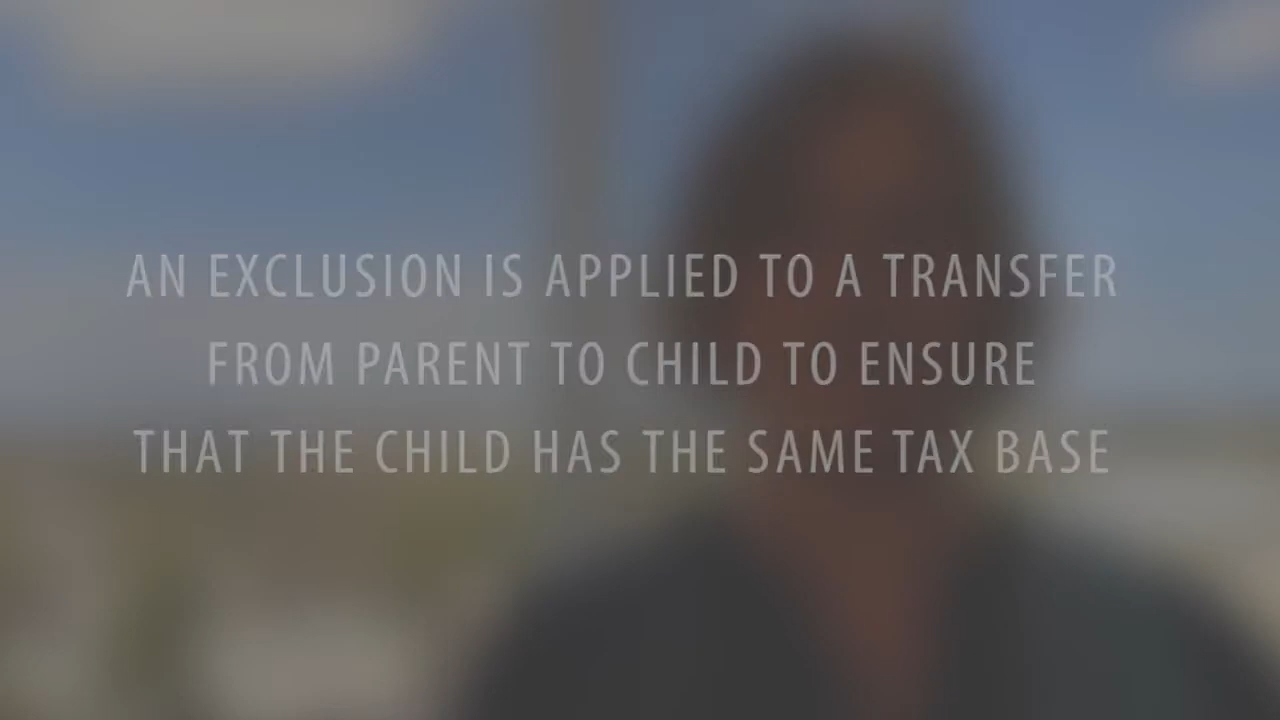 AN EXCLUSION IS APPLIED TO A TRANSFER
FROM PARENT TO CHILD TO ENSURE
THAT THE CHILD HAS THE SAME TAX BASE